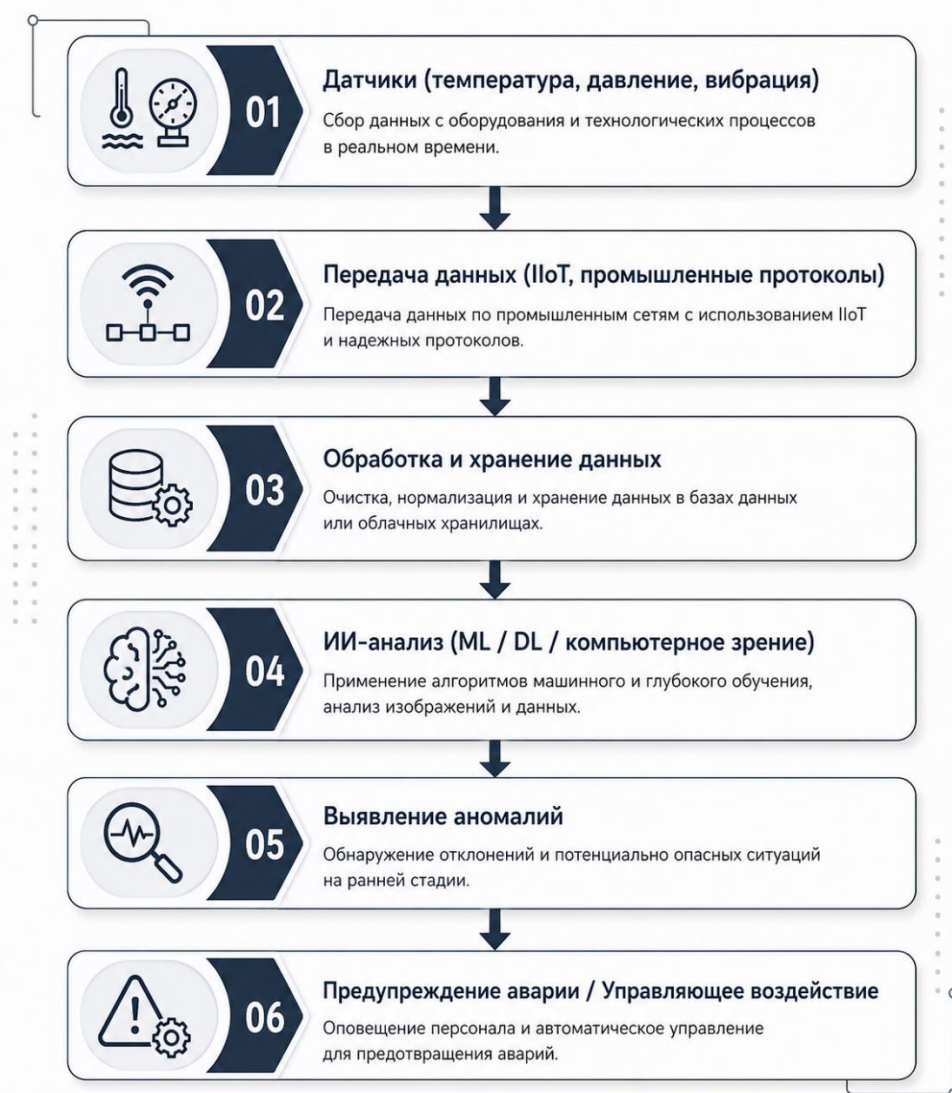 01
Датчики (температура, давление, вибрация)
Сбор данных с оборудования и технологических процессов
в реальном времени.
02
Передача данных (IIoT, промышленные протоколы)
Передача данных по промышленным сетям с использованием IIoT
и надежных протоколов.
03
Обработка и хранение данных
Очистка, нормализация и хранение данных в базах данных
или облачных хранилищах.
04
ИИ-анализ (ML / DL / компьютерное зрение)
Применение алгоритмов машинного и глубокого обучения,
анализ изображений и данных.
05
Выявление аномалий
Обнаружение отклонений и потенциально опасных ситуаций
на ранней стадии.
06
Предупреждение аварии / Управляющее воздействие
Оповещение персонала и автоматическое управление
для предотвращения аварий.